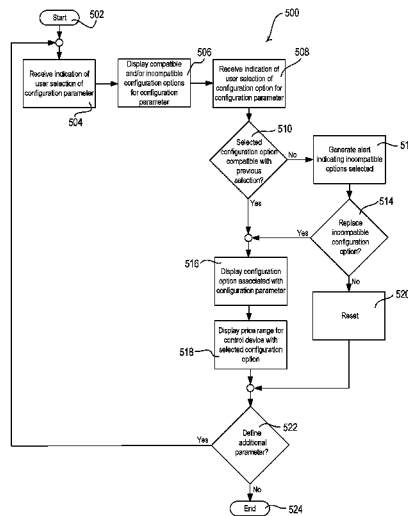 Start
502
500
Receive indication of
user selection of
configuration parameter
504
Display compatible
and/or incompatible
configuration options
for configuration
parameter
506
Receive indication of
user selection of
configuration option for
configuration parameter
508
Selected
configuration option
compatible with
previous selection?
510
No
Yes
Generate alert
indicating incompatible
options selected
51
Replace
incompatible
configuration
option?
514
Yes
No
516
Display configuration
option associated with
configuration parameter
Reset
520
Display price range for
control device with
selected configuration
option
518
Define
additional
parameter?
522
Yes
No
End
524